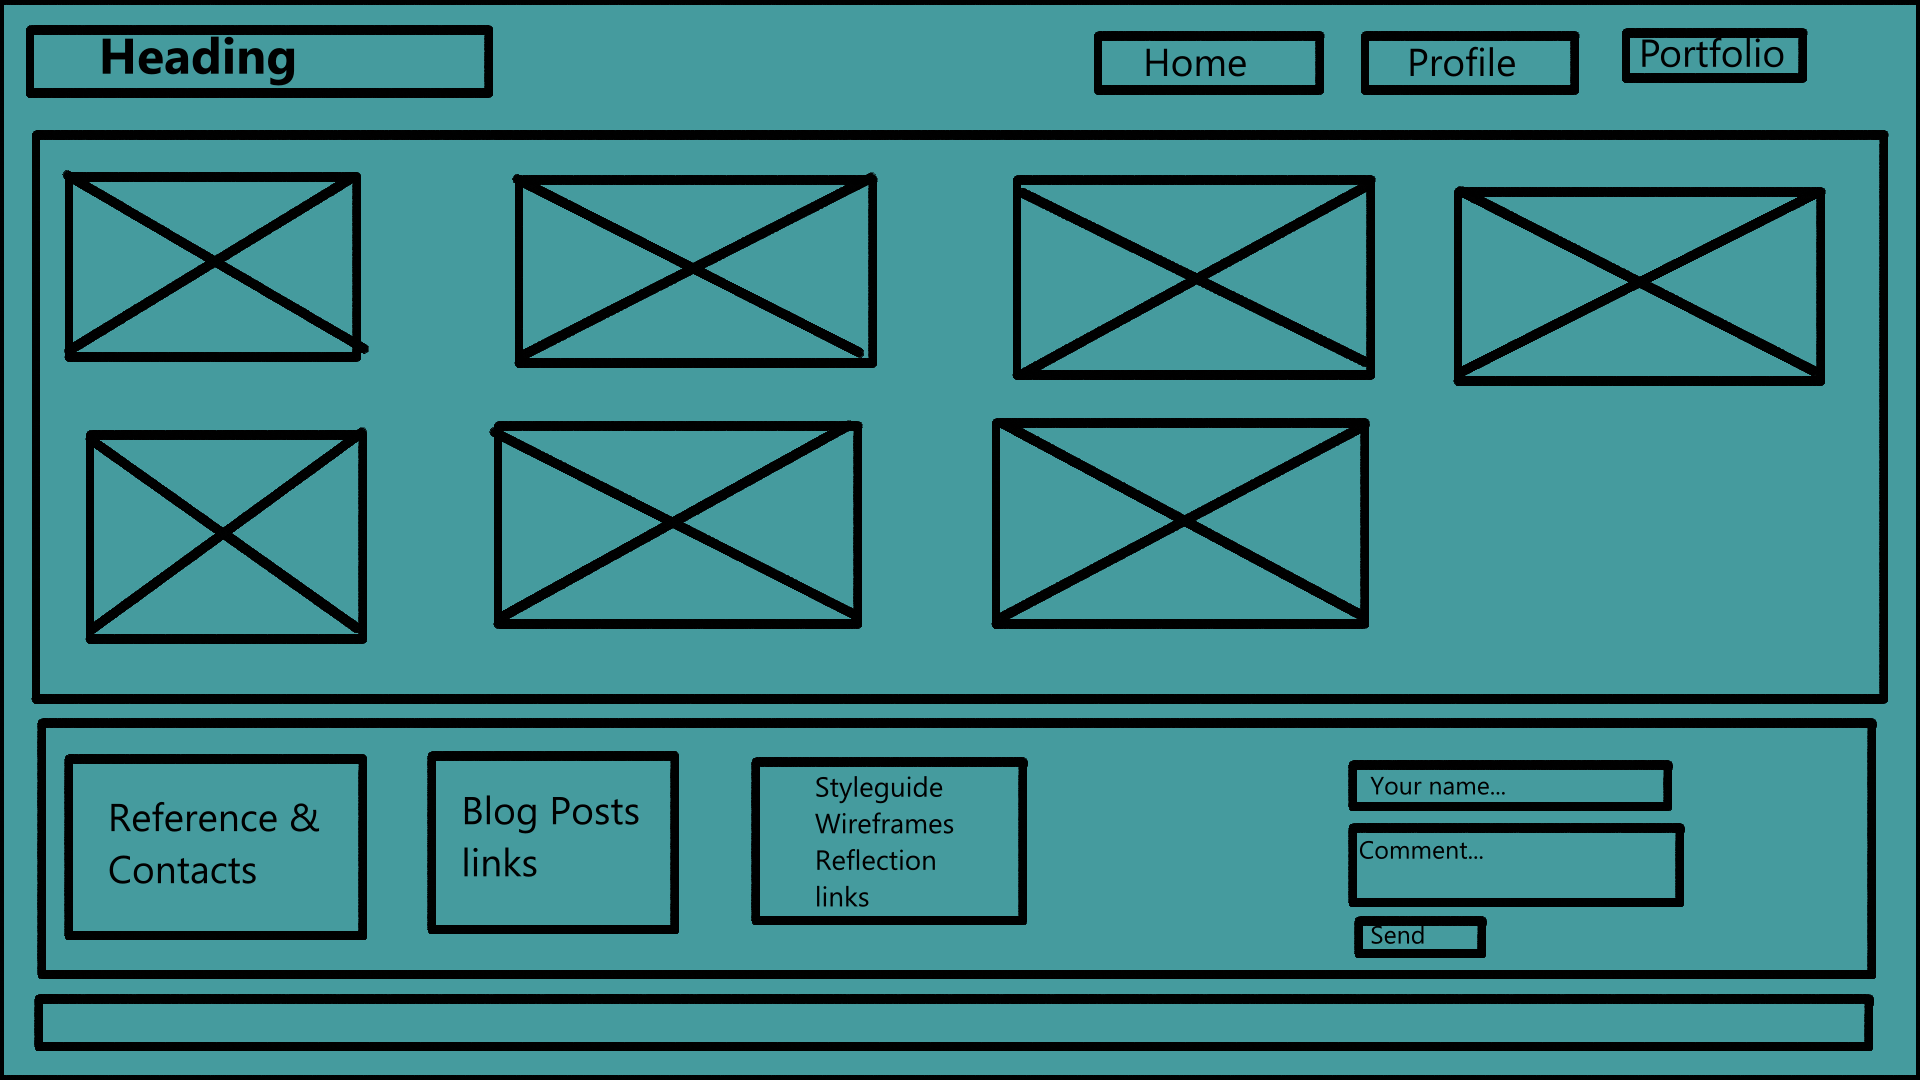 Heading
Home
Profile
Portfolio
Reference &
Contacts
Blog Posts
links
Styleguide
Wireframes
Reflection
links
Your name...
Comment...
Send